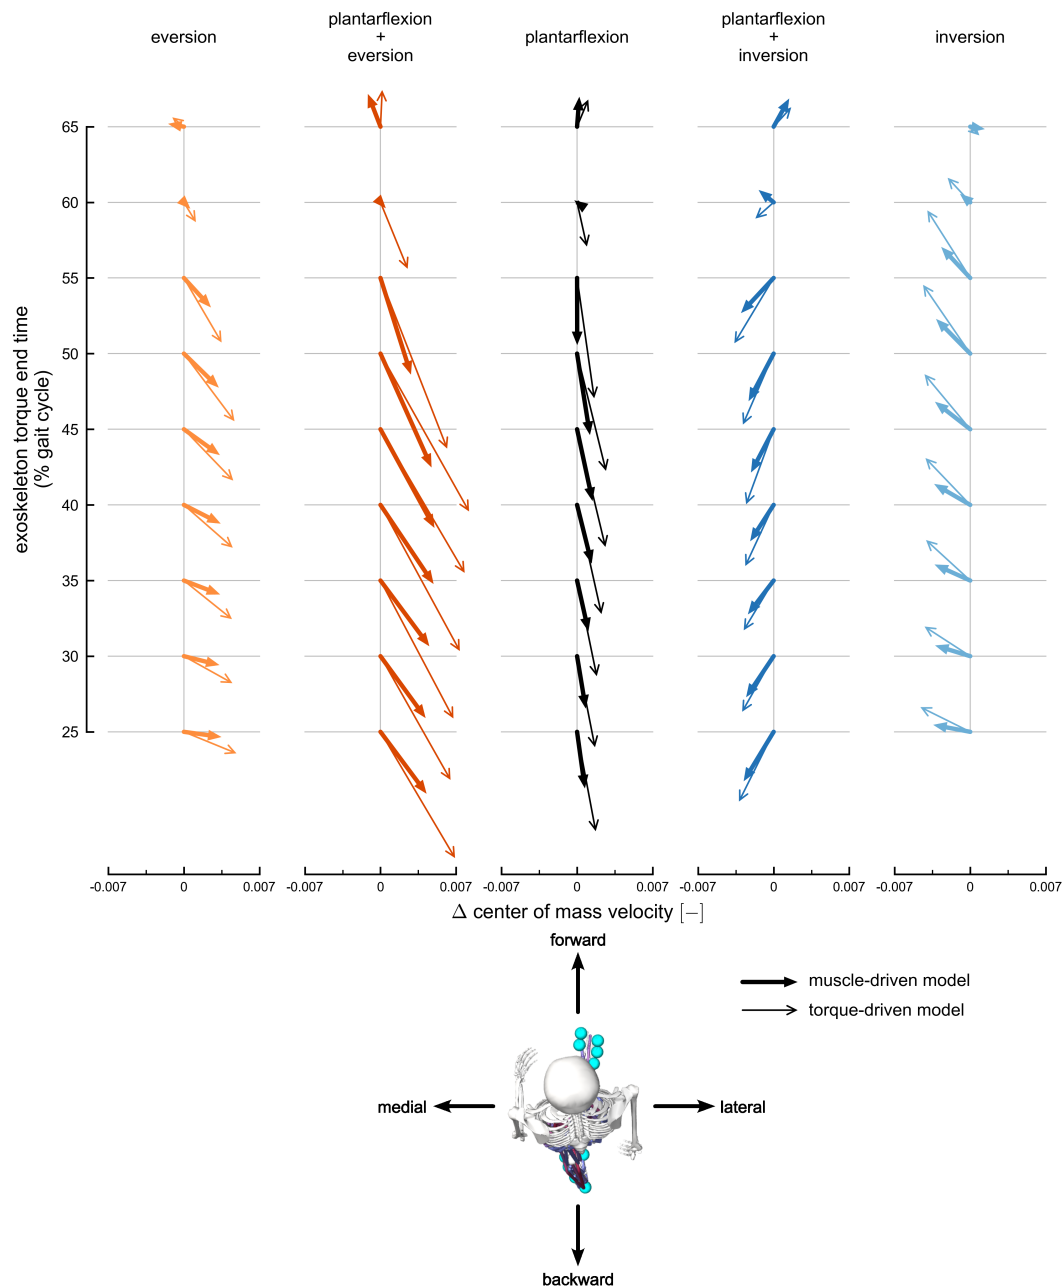 eversion
plantarflexion
+
eversion
plantarflexion
plantarflexion
+
inversion
inversion
exoskeleton torque end time
(% gait cycle)
65
60
55
50
45
40
35
30
25
-0.007 0 0.007
-0.007 0 0.007
-0.007 0 0.007
-0.007 0 0.007
-0.007 0 0.007
Δ center of mass velocity [−]
forward
muscle-driven model
torque-driven model
medial
lateral
backward